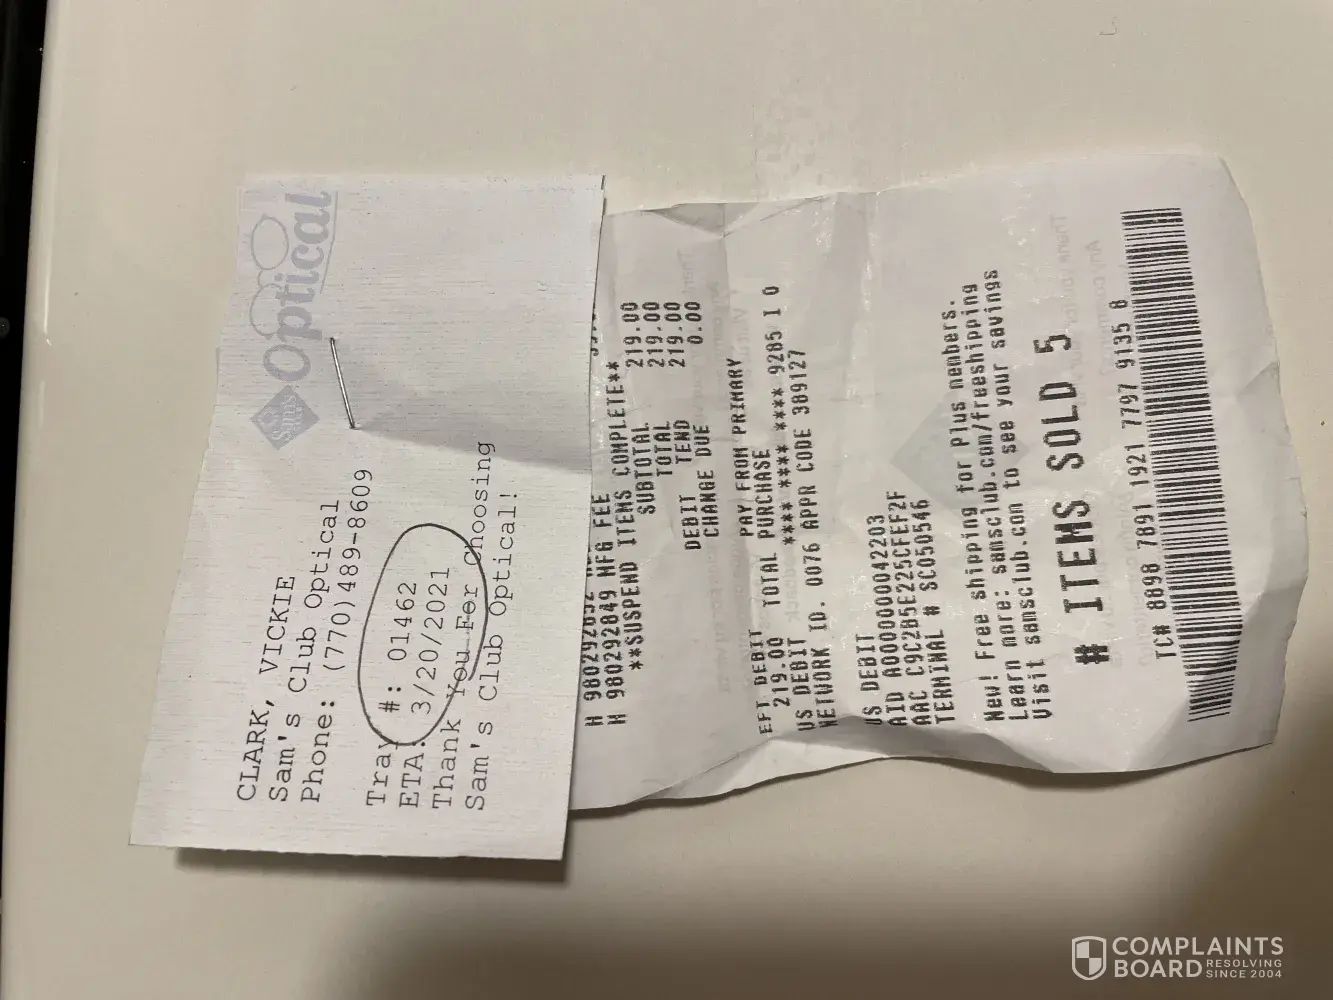 Sam's
Optical
CLARK, VICKIE
Sam's Club Optical
Phone: (770)489-8609
Tray #: 01462
ETA: 3/20/2021
Thank You For Choosing
Sam's Club Optical!
H 980292849 MFG FEE
**SUSPEND ITEMS COMPLETE**
SUBTOTAL 219.00
TOTAL 219.00
DEBIT TEND 219.00
CHANGE DUE 0.00
EFT DEBIT PAY FROM PRIMARY
219.00 TOTAL PURCHASE
US DEBIT **** **** **** 9285 I 0
NETWORK ID. 0076 APPR CODE 389127
US DEBIT
AID A0000000042203
AAC C9C2B5E225CFEF2F
TERMINAL # SC050546
New! Free shipping for Plus members.
Learn more: samsclub.com/freeshipping
Visit samsclub.com to see your savings
# ITEMS SOLD 5
TC# 8898 7891 1921 7797 9135 8
COMPLAINTS
BOARD RESOLVING
SINCE 2004